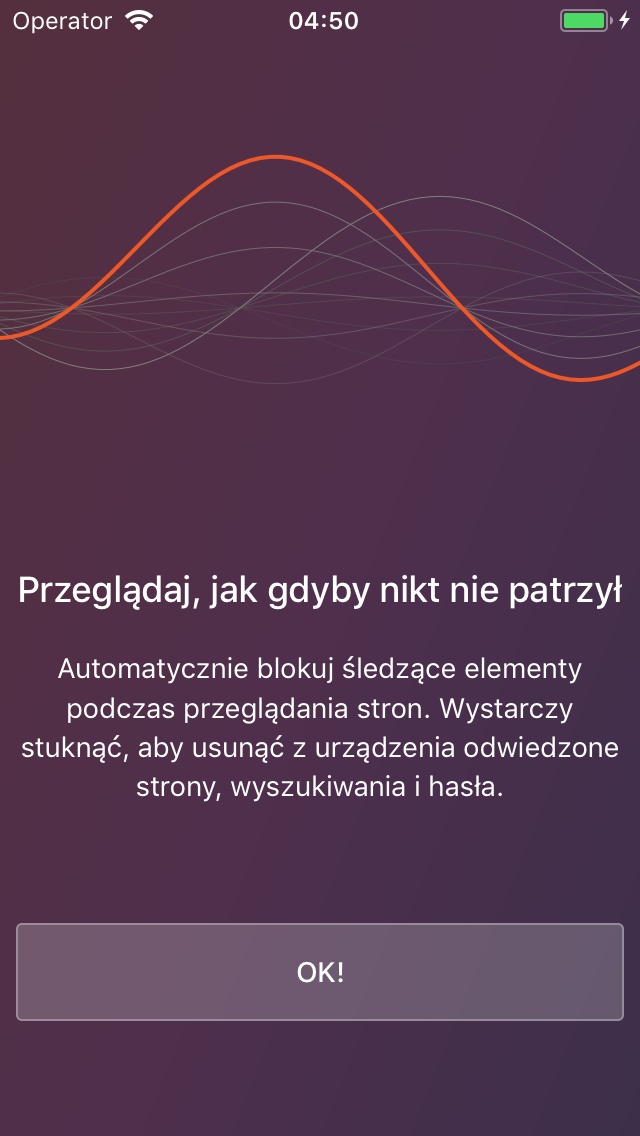 Operator 04:50
Przeglądaj, jak gdyby nikt nie patrzył
Automatycznie blokuj śledzące elementy
podczas przeglądania stron. Wystarczy
stuknąć, aby usunąć z urządzenia odwiedzone
strony, wyszukiwania i hasła.
OK!